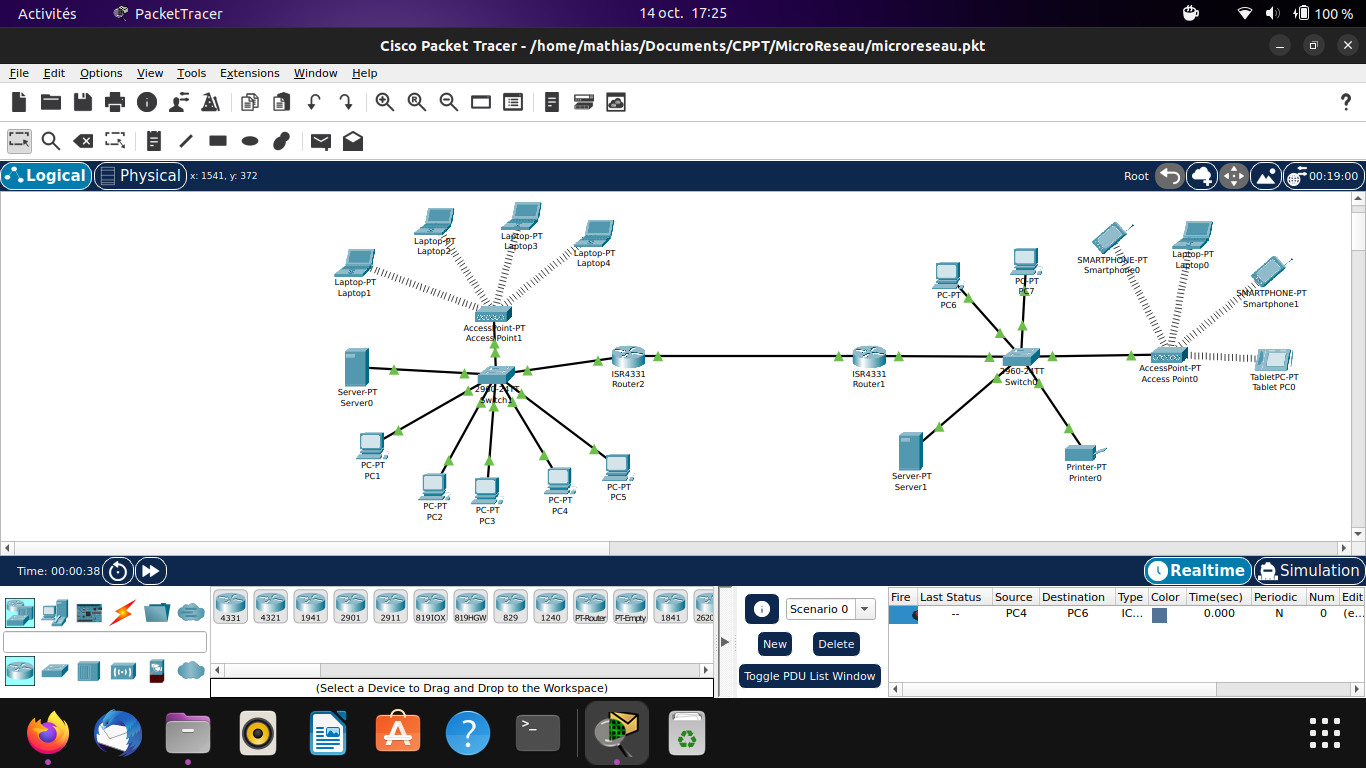 Activités
PacketTracer
14 oct. 17:25
100 %
Cisco Packet Tracer - /home/mathias/Documents/CPPT/MicroReseau/microreseau.pkt
File Edit Options View Tools Extensions Window Help
?
Logical
Physical
x: 1541, y: 372
Root
00:19:00
Laptop-PT
Laptop2
Laptop-PT
Laptop3
Laptop-PT
Laptop4
Laptop-PT
Laptop1
AccessPoint-PT
Access Point1
Server-PT
Server0
2960-24TT
Switch1
ISR4331
Router2
ISR4331
Router1
PC-PT
PC1
PC-PT
PC2
PC-PT
PC3
PC-PT
PC4
PC-PT
PC5
PC-PT
PC6
PC-PT
PC7
SMARTPHONE-PT
Smartphone0
Laptop-PT
Laptop0
SMARTPHONE-PT
Smartphone1
2960-24TT
Switch0
AccessPoint-PT
Access Point0
TabletPC-PT
Tablet PC0
Server-PT
Server1
Printer-PT
Printer0
Time: 00:00:38
Realtime
Simulation
4331 4321 1941 2901 2911 819IOX 819HGW 829 1240 PT-Router PT-Empty 1841 2620
(Select a Device to Drag and Drop to the Workspace)
Scenario 0
New
Delete
Toggle PDU List Window
Fire Last Status Source Destination Type Color Time(sec) Periodic Num Edit
-- PC4 PC6 IC... 0.000 N 0 (e...
>_
?